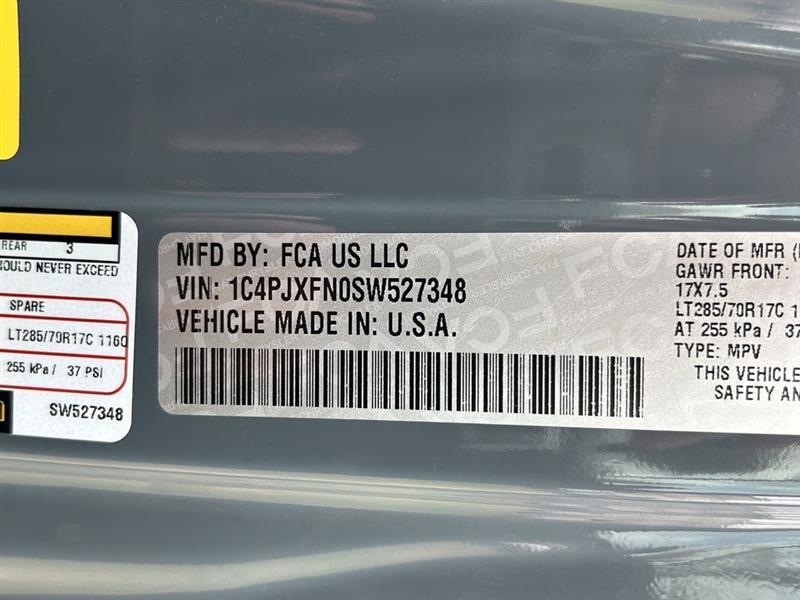 REAR 3
OULD NEVER EXCEED
SPARE
LT285/70R17C 1160
255 kPa / 37 PSI
SW527348
MFD BY: FCA US LLC
VIN: 1C4PJXFN0SW527348
VEHICLE MADE IN: U.S.A.
DATE OF MFR
GAWR FRONT:
17X7.5
LT285/70R17C 1
AT 255 kPa / 37
TYPE: MPV
THIS VEHICLE
SAFETY AN